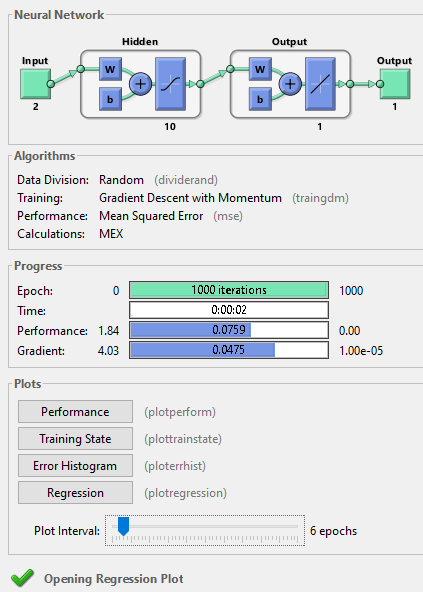 Neural Network
Hidden Output
Input W W Output
b b
2 10 1 1
Algorithms
Data Division: Random (dividerand)
Training: Gradient Descent with Momentum (traingdm)
Performance: Mean Squared Error (mse)
Calculations: MEX
Progress
Epoch: 0 1000 iterations 1000
Time: 0:00:02
Performance: 1.84 0.0759 0.00
Gradient: 4.03 0.0475 1.00e-05
Plots
Performance (plotperform)
Training State (plottrainstate)
Error Histogram (ploterrhist)
Regression (plotregression)
Plot Interval: 6 epochs
Opening Regression Plot